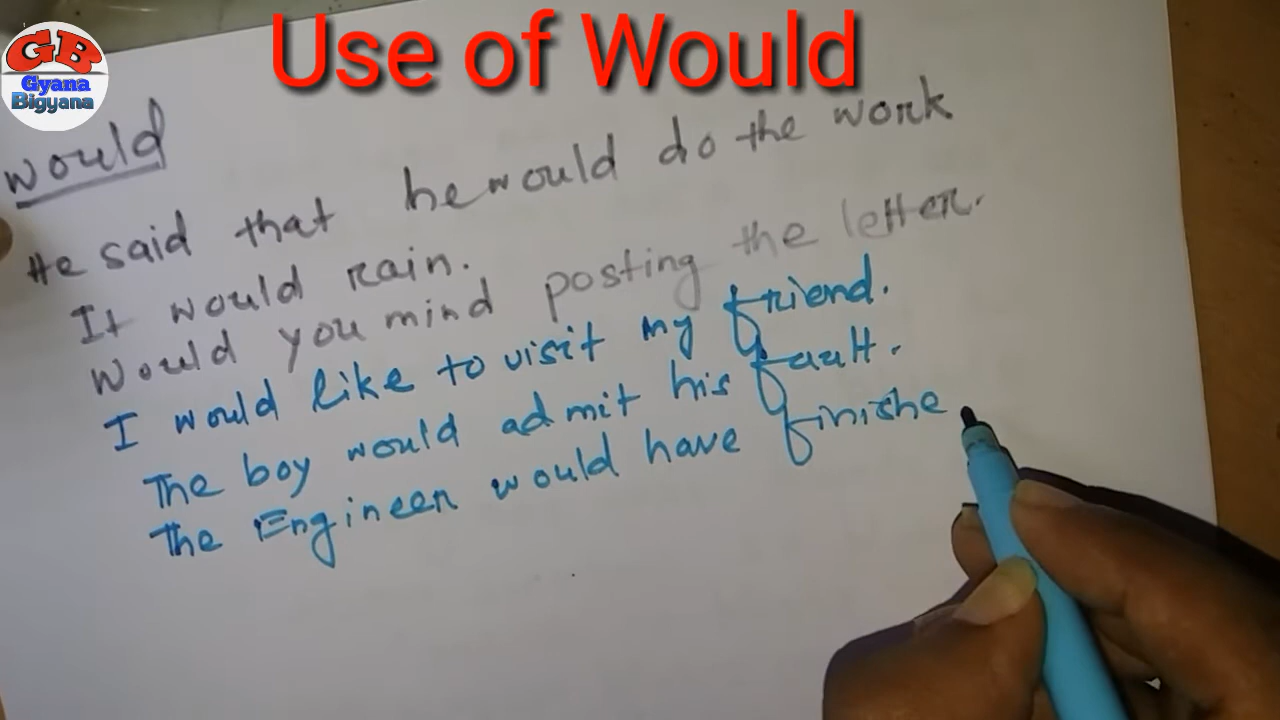 Use of Would
GB
Gyana
Bigyana
would
He said that he would do the work
It would rain.
Would you mind posting the letter.
I would like to visit my friend.
The boy would admit his fault.
The Engineer would have finishe